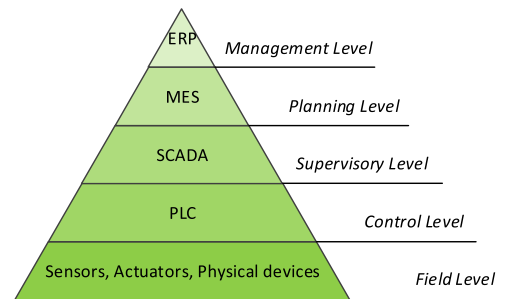 ERP
Management Level
MES
Planning Level
SCADA
Supervisory Level
PLC
Control Level
Sensors, Actuators, Physical devices
Field Level